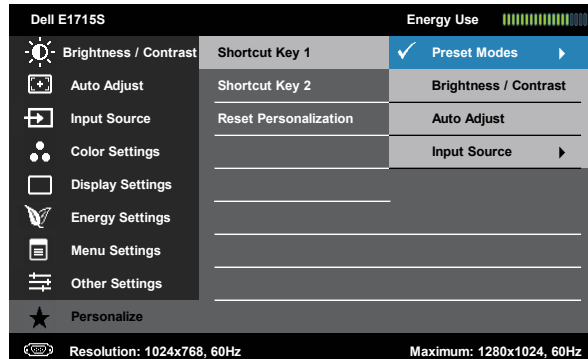 Dell E1715S Energy Use
Brightness / Contrast Shortcut Key 1 Preset Modes
Auto Adjust Shortcut Key 2 Brightness / Contrast
Input Source Reset Personalization Auto Adjust
Color Settings Input Source
Display Settings
Energy Settings
Menu Settings
Other Settings
Personalize
Resolution: 1024x768, 60Hz Maximum: 1280x1024, 60Hz